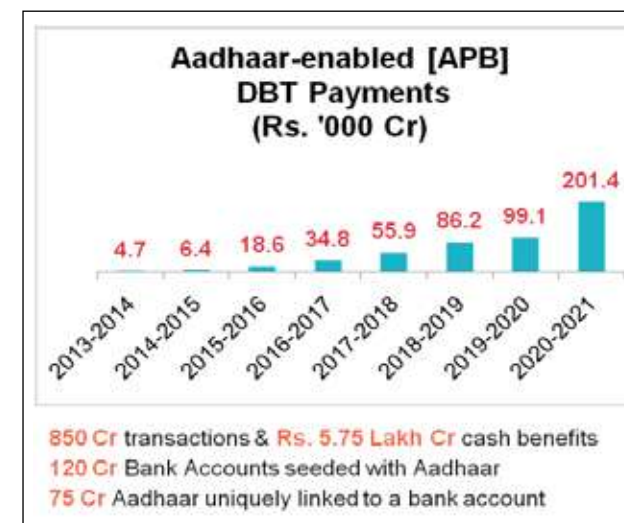 Aadhaar-enabled [APB]
DBT Payments
(Rs. '000 Cr)
4.7
6.4
18.6
34.8
55.9
86.2
99.1
201.4
2013-2014
2014-2015
2015-2016
2016-2017
2017-2018
2018-2019
2019-2020
2020-2021
850 Cr transactions & Rs. 5.75 Lakh Cr cash benefits
120 Cr Bank Accounts seeded with Aadhaar
75 Cr Aadhaar uniquely linked to a bank account